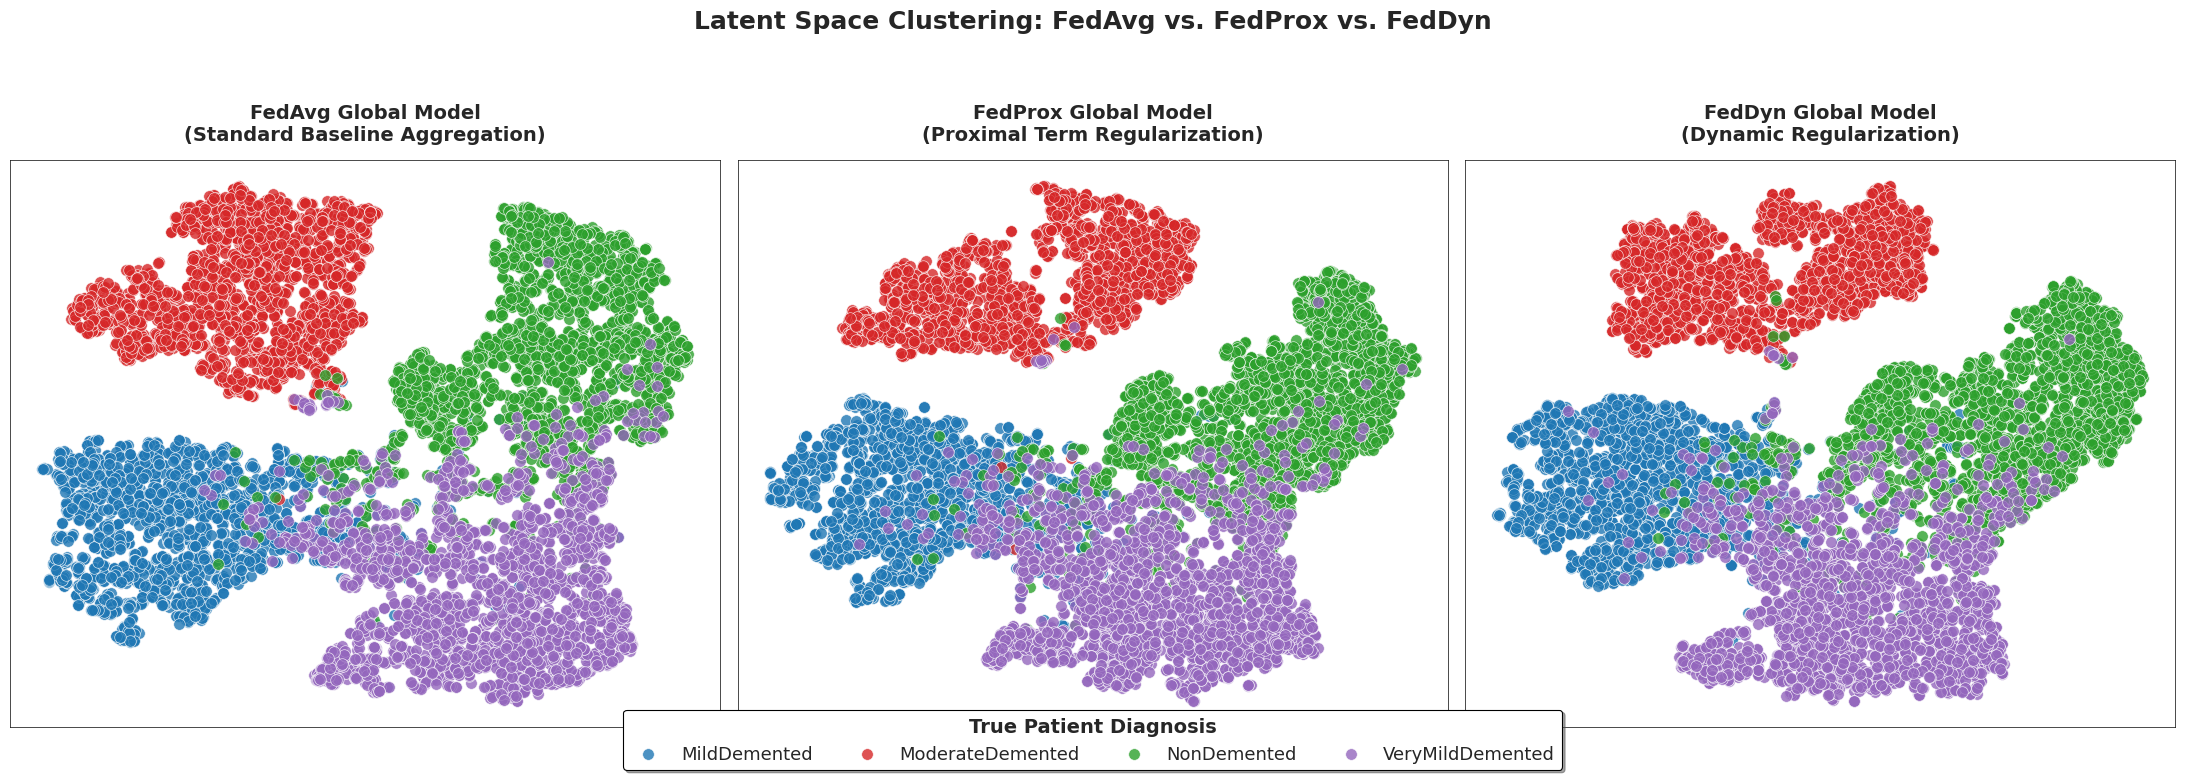 Latent Space Clustering: FedAvg vs. FedProx vs. FedDyn
FedAvg Global Model
(Standard Baseline Aggregation)
FedProx Global Model
(Proximal Term Regularization)
FedDyn Global Model
(Dynamic Regularization)
True Patient Diagnosis
MildDemented ModerateDemented NonDemented VeryMildDemented